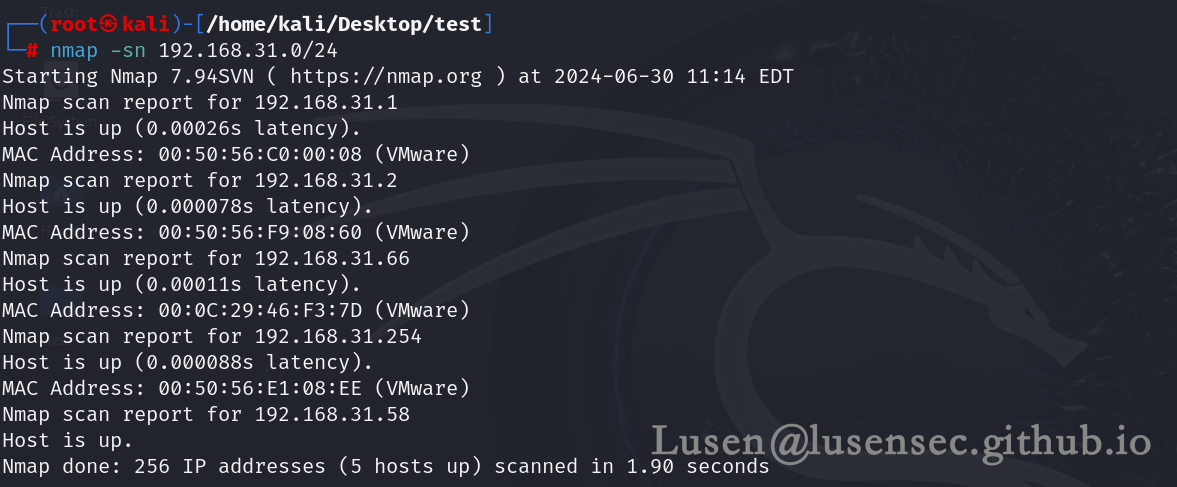 ┌──(root㉿kali)-[/home/kali/Desktop/test]
└─# nmap -sn 192.168.31.0/24
Starting Nmap 7.94SVN ( https://nmap.org ) at 2024-06-30 11:14 EDT
Nmap scan report for 192.168.31.1
Host is up (0.00026s latency).
MAC Address: 00:50:56:C0:00:08 (VMware)
Nmap scan report for 192.168.31.2
Host is up (0.000078s latency).
MAC Address: 00:50:56:F9:08:60 (VMware)
Nmap scan report for 192.168.31.66
Host is up (0.00011s latency).
MAC Address: 00:0C:29:46:F3:7D (VMware)
Nmap scan report for 192.168.31.254
Host is up (0.000088s latency).
MAC Address: 00:50:56:E1:08:EE (VMware)
Nmap scan report for 192.168.31.58
Host is up.
Nmap done: 256 IP addresses (5 hosts up) scanned in 1.90 seconds
Lusen@lusensec.github.io